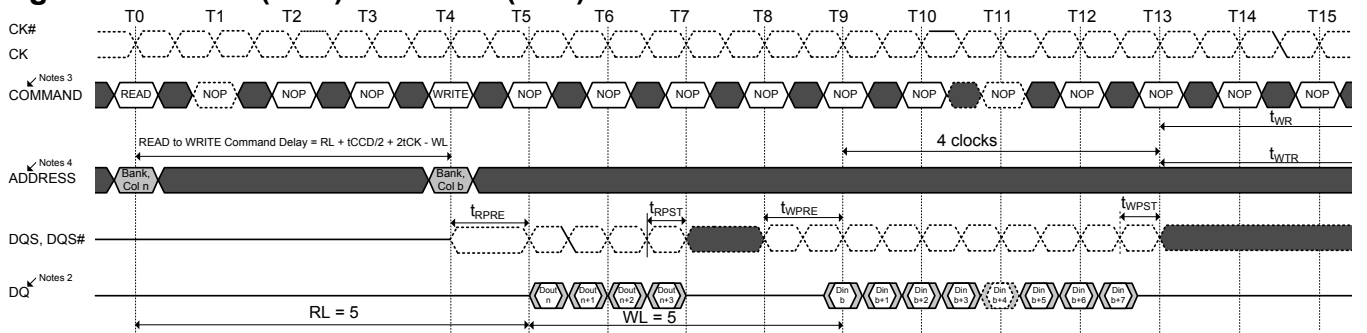 T0 T1 T2 T3 T4 T5 T6 T7 T8 T9 T10 T11 T12 T13 T14 T15
CK#
CK
Notes 3
COMMAND READ NOP NOP NOP WRITE NOP NOP NOP NOP NOP NOP NOP NOP NOP NOP NOP
tWR
READ to WRITE Command Delay = RL + tCCD/2 + 2tCK - WL
4 clocks
tWTR
Notes 4
ADDRESS
Bank, Col n
Bank, Col b
tRPRE tRPST tWPRE tWPST
DQS, DQS#
Notes 2
DQ
Dout n
Dout n+1
Dout n+2
Dout n+3
Din b
Din b+1
Din b+2
Din b+3
Din b+4
Din b+5
Din b+6
Din b+7
RL = 5 WL = 5